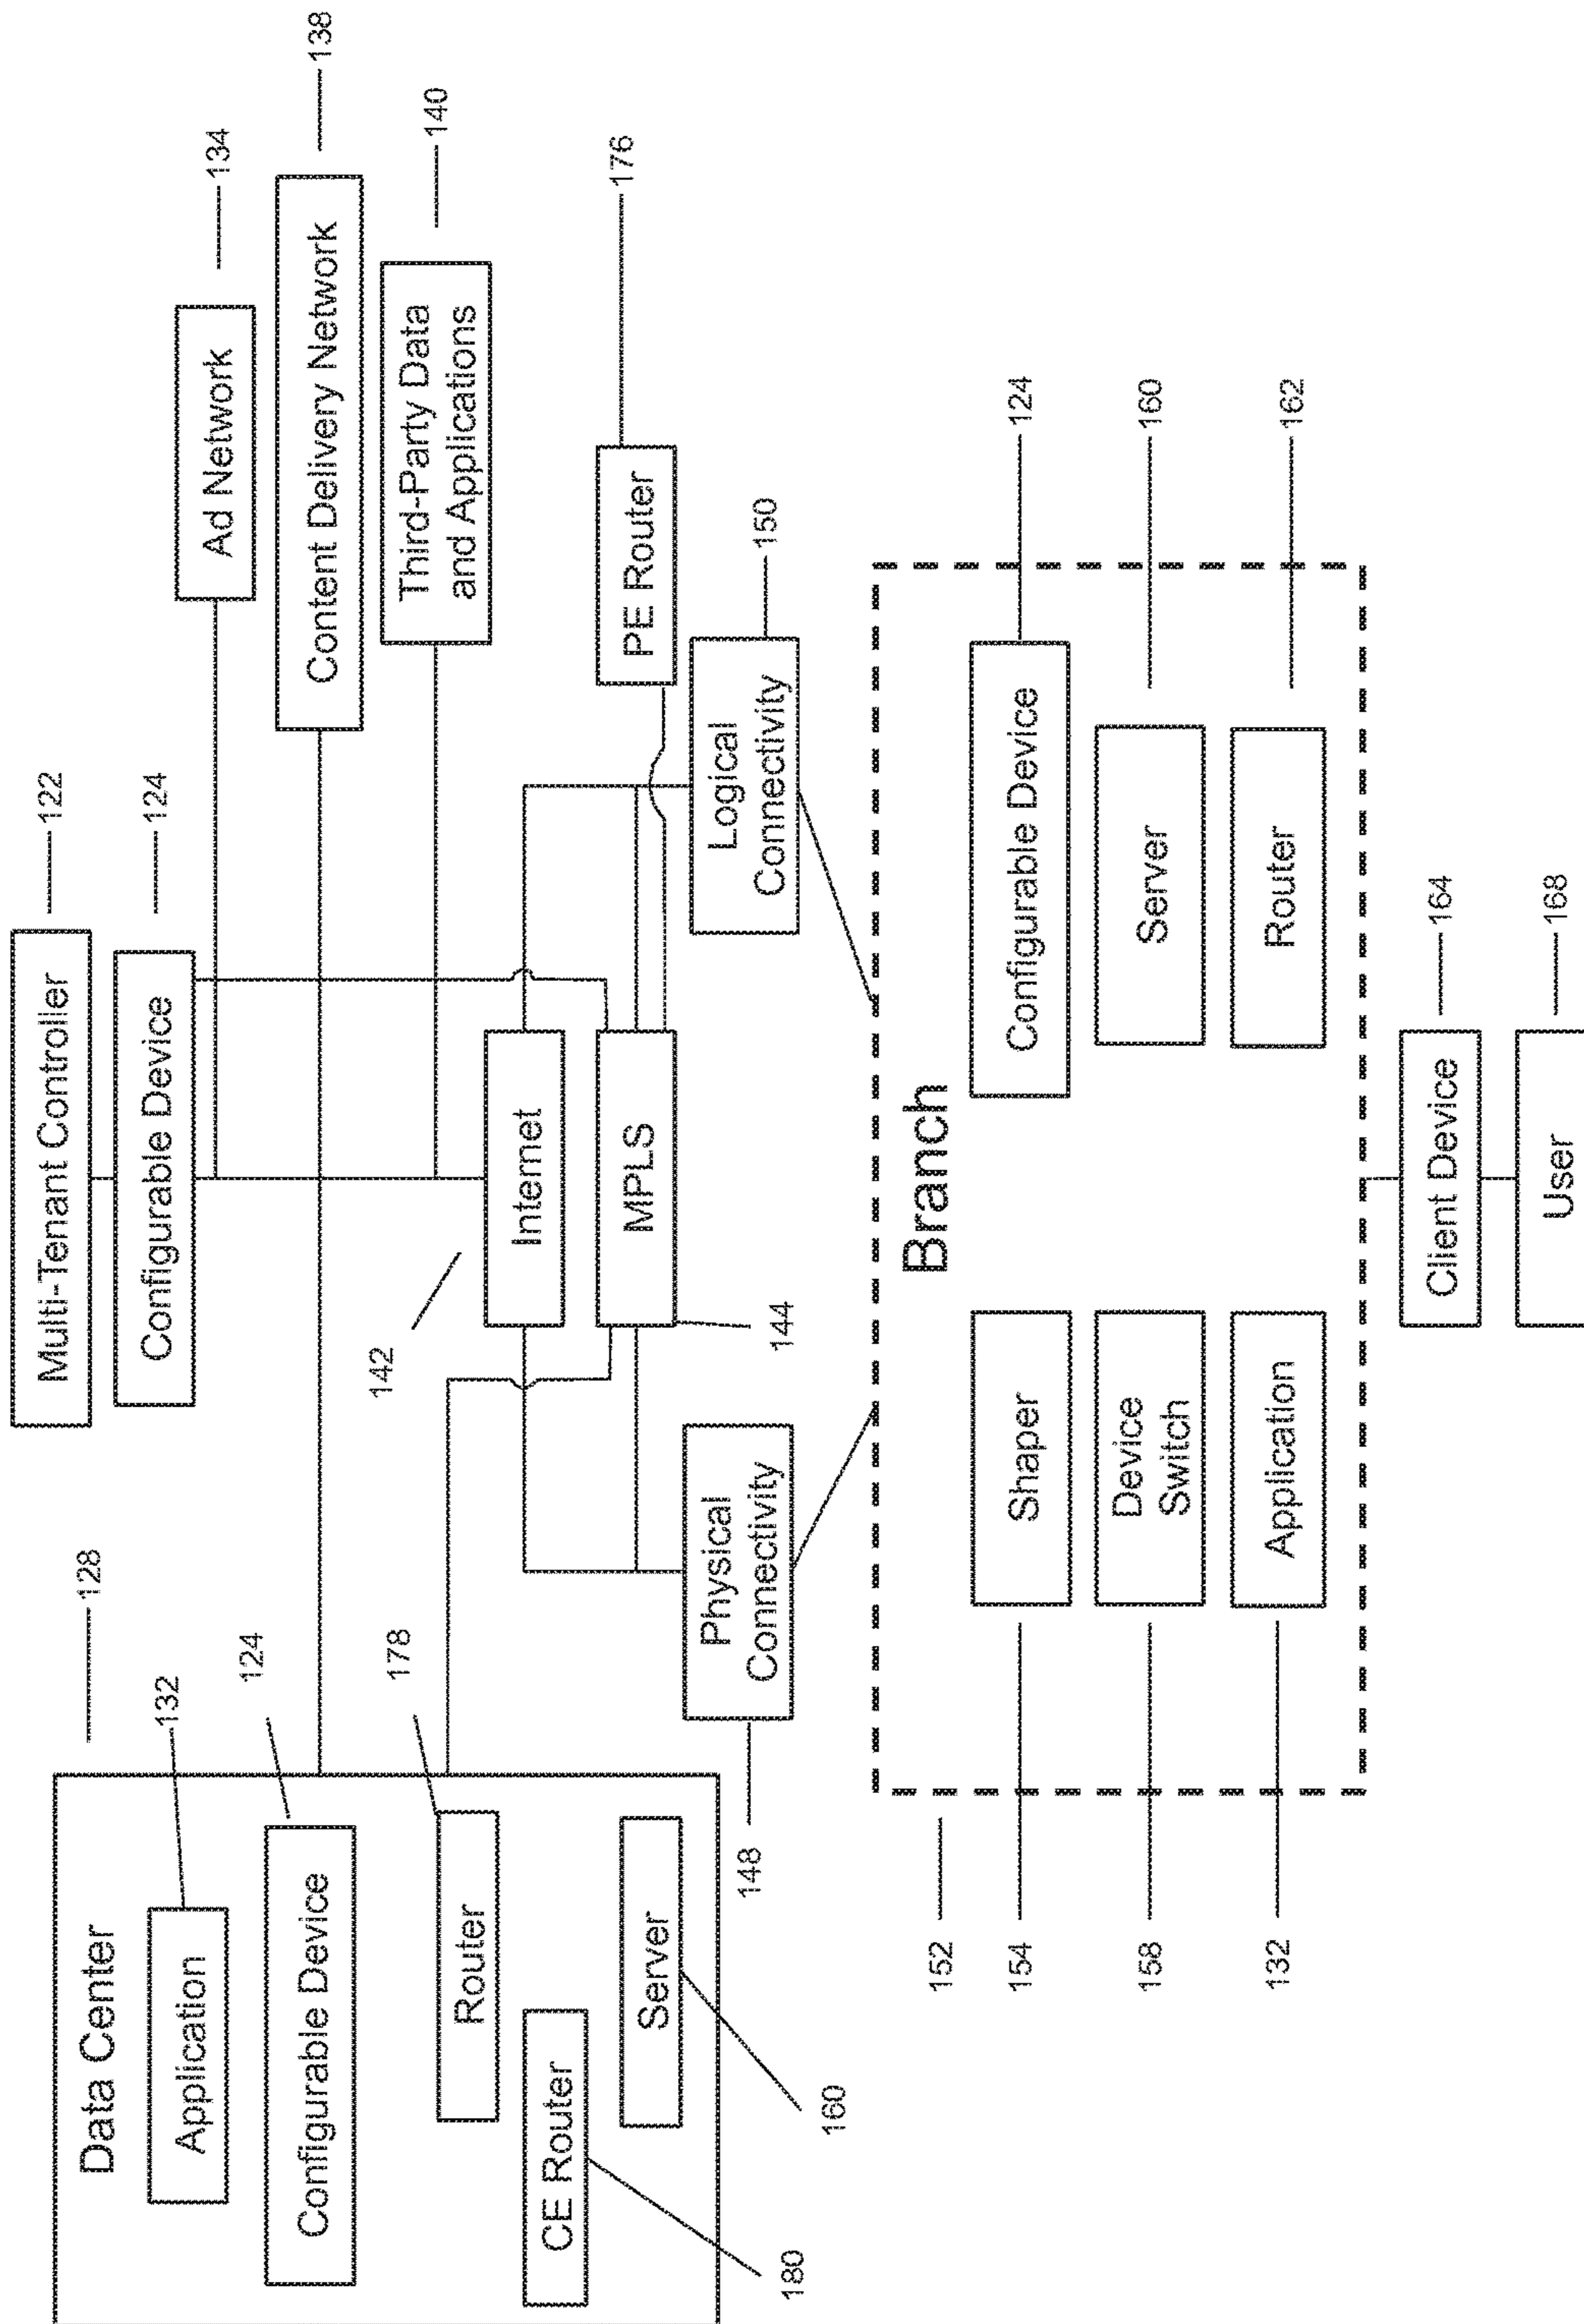 Multi-Tenant Controller
122
Configurable Device
124
Ad Network
134
Content Delivery Network
138
Third-Party Data
and Applications
140
128
Data Center
Application
132
Configurable Device
124
Router
178
CE Router
180
Server
160
142
Internet
MPLS
144
PE Router
176
Physical
Connectivity
148
Logical
Connectivity
150
Branch
152
Shaper
154
Configurable Device
124
Device
Switch
158
Server
160
Application
132
Router
162
Client Device
164
User
168